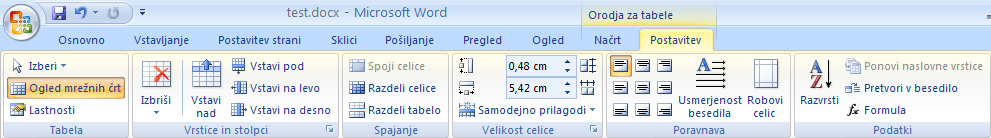 test.docx - Microsoft Word
Orodja za tabele
Osnovno Vstavljanje Postavitev strani Sklici Pošiljanje Pregled Ogled Načrt Postavitev
Izberi
Ogled mrežnih črt
Lastnosti
Tabela
Izbriši
Vstavi nad
Vstavi pod
Vstavi na levo
Vstavi na desno
Vrstice in stolpci
Spoji celice
Razdeli celice
Razdeli tabelo
Spajanje
0,48 cm
5,42 cm
Samodejno prilagodi
Velikost celice
Usmerjenost besedila
Robovi celic
Poravnava
A
Z
Razvrsti
Ponovi naslovne vrstice
Pretvori v besedilo
fx Formula
Podatki